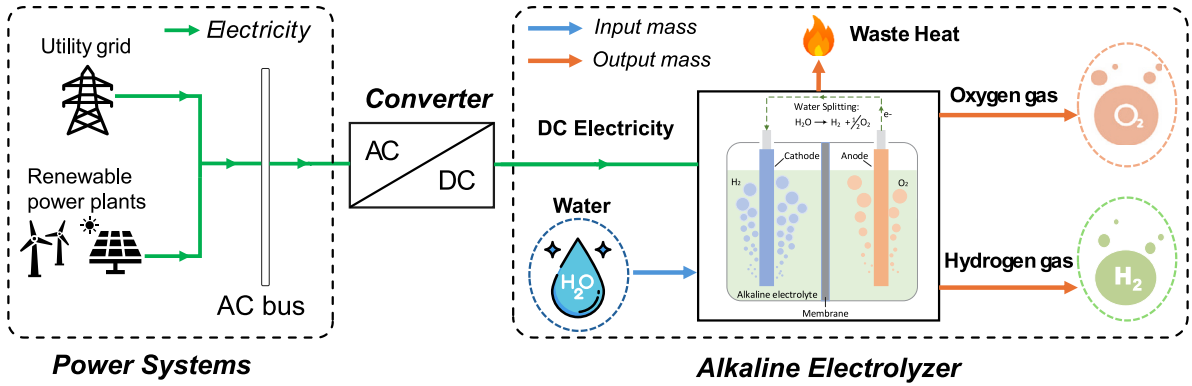 Electricity
Utility grid
Renewable
power plants
AC bus
Power Systems
Converter
AC
DC
DC Electricity
Input mass
Output mass
Waste Heat
Water
H₂O
Water Splitting:
H₂O → H₂ + ½O₂
e-
Cathode
Anode
H₂
O₂
Alkaline electrolyte
Membrane
Oxygen gas
O₂
Hydrogen gas
H₂
Alkaline Electrolyzer